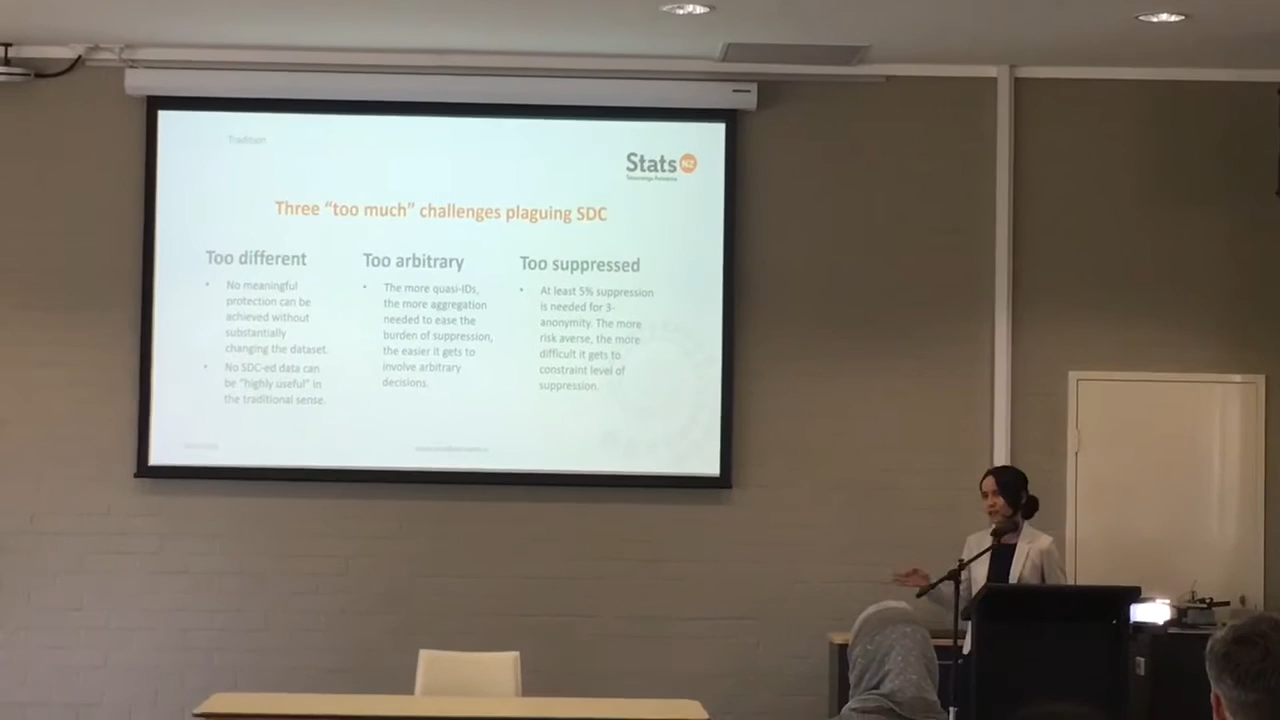 Tradition
Stats NZ
Three “too much” challenges plaguing SDC
Too different
• No meaningful
protection can be
achieved without
substantially
changing the dataset.
• No SDC-ed data can
be “highly useful” in
the traditional sense.
Too arbitrary
• The more quasi-IDs,
the more aggregation
needed to ease the
burden of suppression,
the easier it gets to
involve arbitrary
decisions.
Too suppressed
• At least 5% suppression
is needed for 3-
anonymity. The more
risk averse, the more
difficult it gets to
constraint level of
suppression.